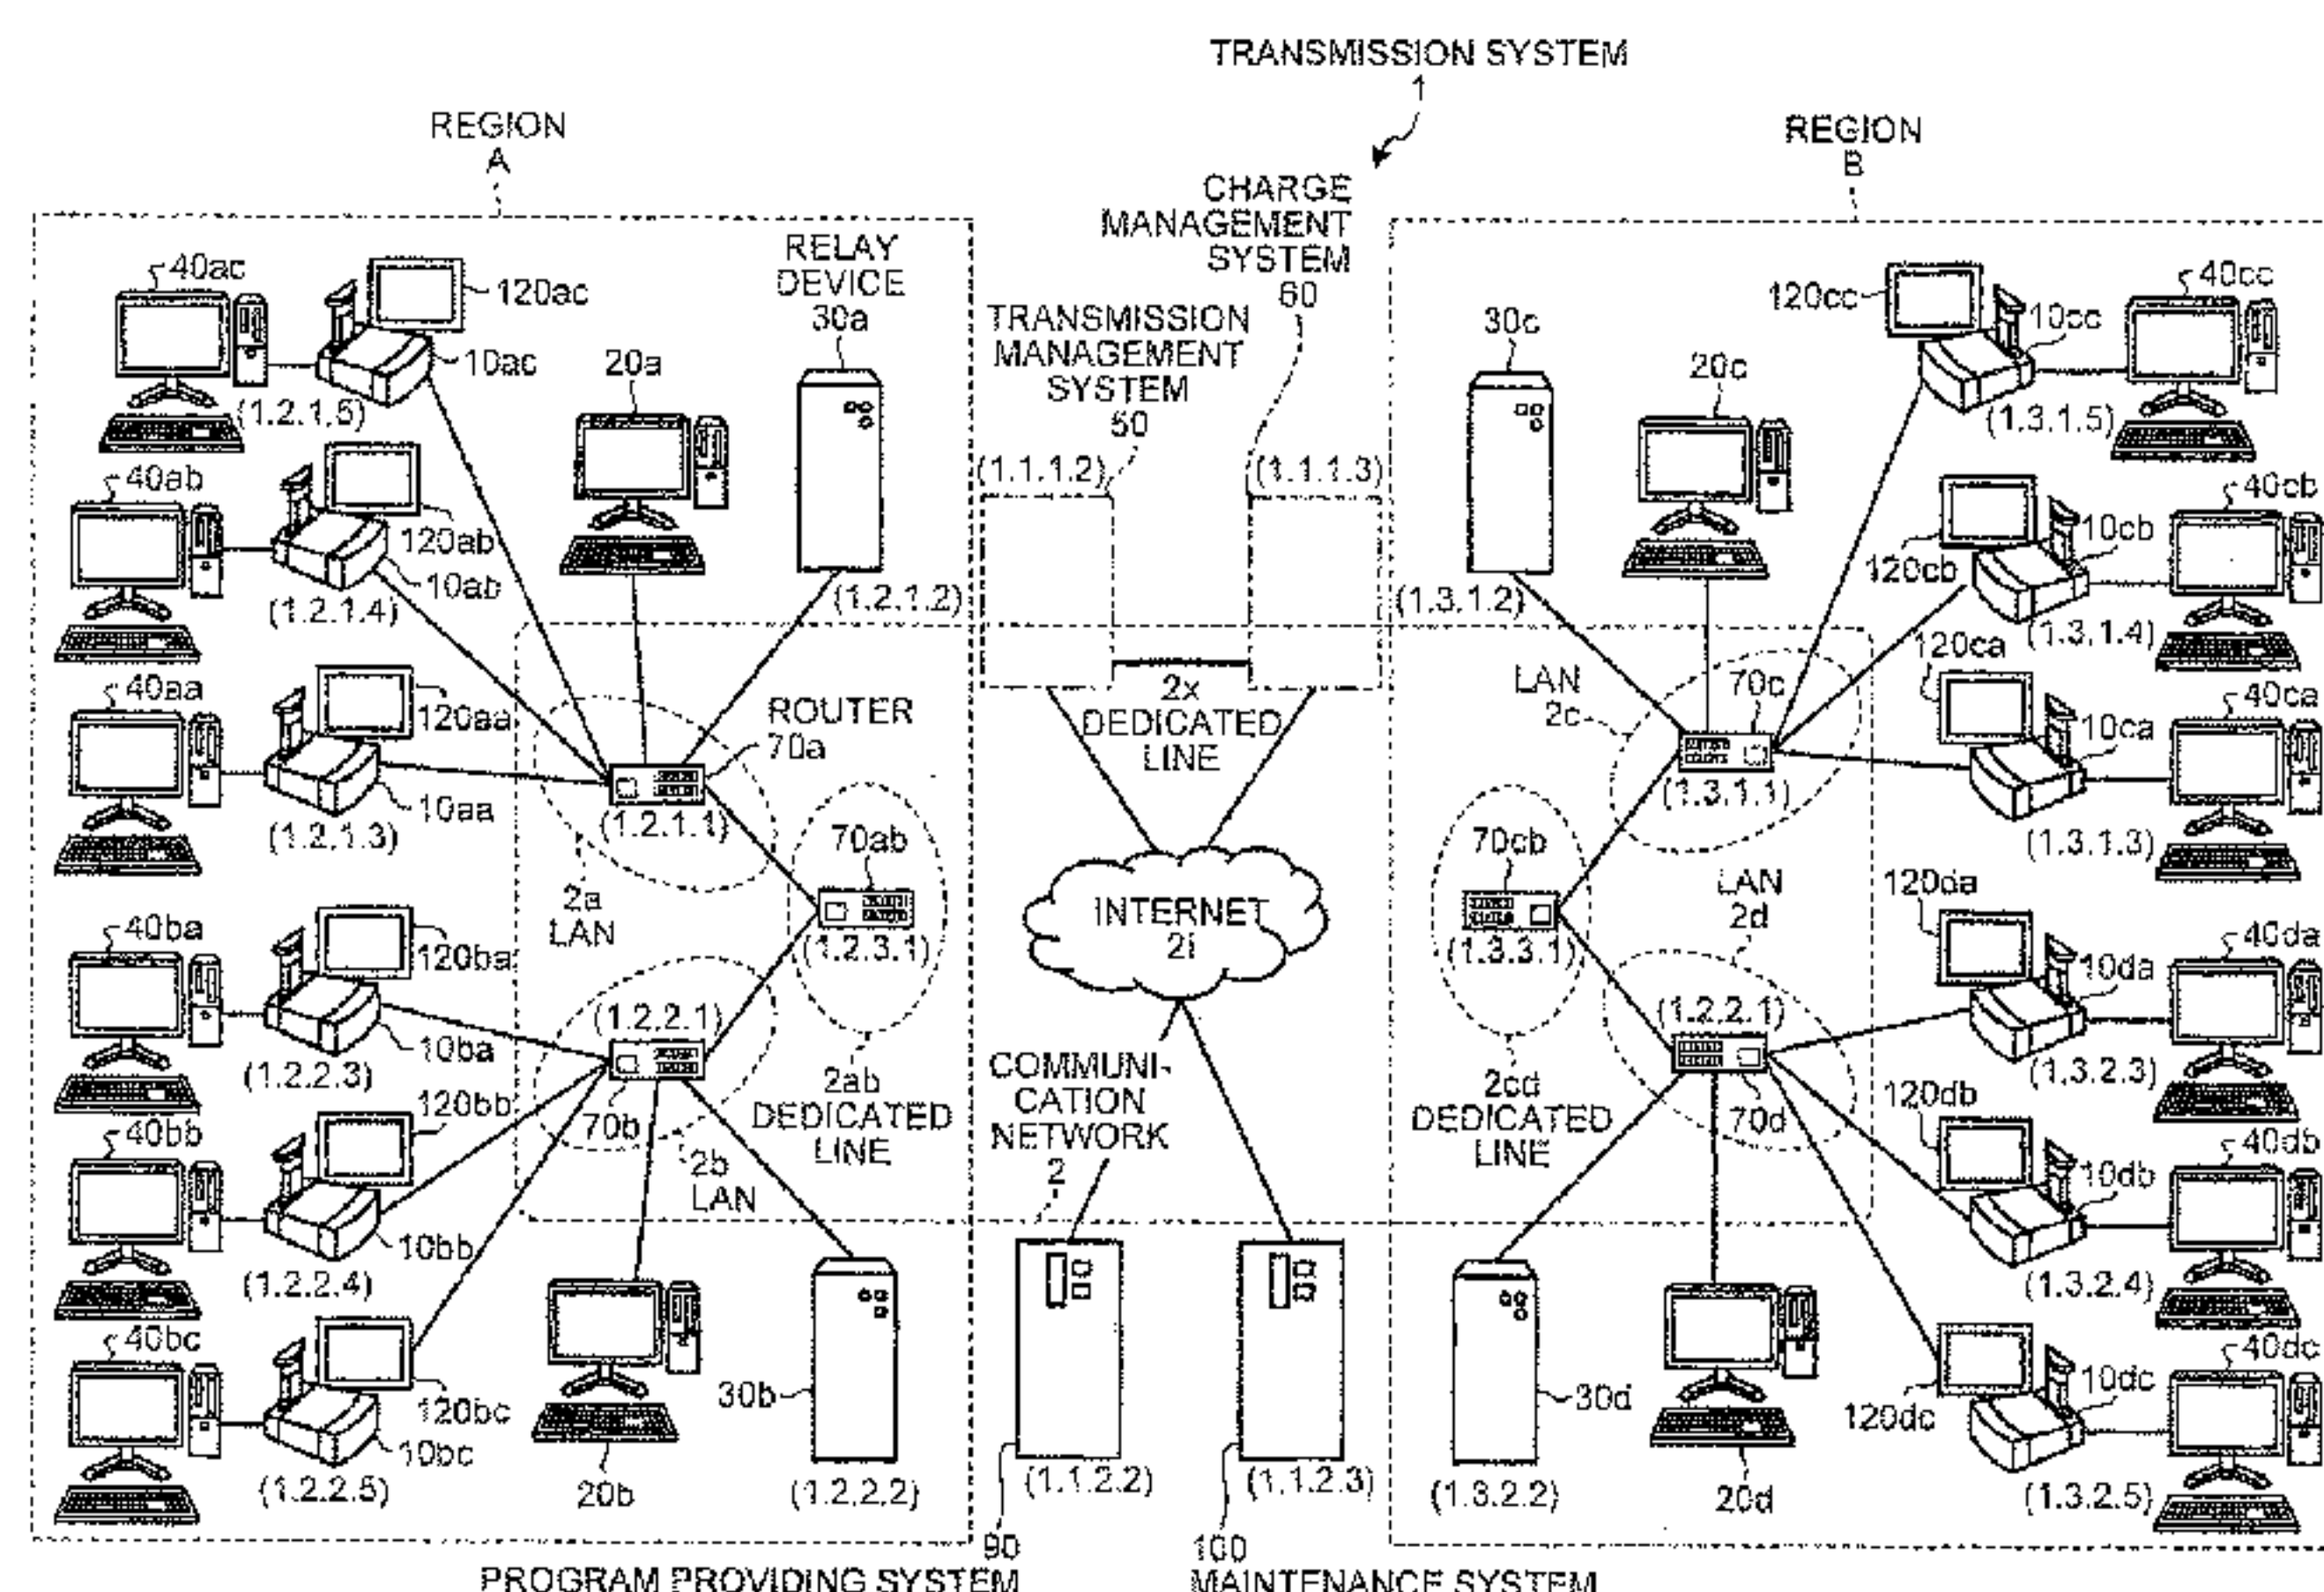 TRANSMISSION SYSTEM
1
REGION
A
REGION
B
CHARGE
MANAGEMENT
SYSTEM
60
TRANSMISSION
MANAGEMENT
SYSTEM
50
(1.1.1.2)
(1.1.1.3)
RELAY
DEVICE
30a
(1.2.1.2)
20a
40ac
120ac
10ac
(1.2.1.5)
40ab
120ab
10ab
(1.2.1.4)
40aa
120aa
10aa
(1.2.1.3)
ROUTER
70a
(1.2.1.1)
2a
LAN
70ab
(1.2.3.1)
2ab
DEDICATED
LINE
40ba
120ba
10ba
(1.2.2.3)
40bb
120bb
10bb
(1.2.2.4)
40bc
120bc
10bc
(1.2.2.5)
(1.2.2.1)
70b
2b
LAN
20b
30b
(1.2.2.2)
2x
DEDICATED
LINE
INTERNET
2i
COMMUNI-
CATION
NETWORK
2
(1.1.2.2)
90
PROGRAM PROVIDING SYSTEM
(1.1.2.3)
100
MAINTENANCE SYSTEM
30c
(1.3.1.2)
20c
120cc
10cc
40cc
(1.3.1.5)
120cb
10cb
40cb
(1.3.1.4)
120ca
10ca
40ca
(1.3.1.3)
LAN
2c
70c
(1.3.1.1)
70cb
(1.3.3.1)
2cd
DEDICATED
LINE
LAN
2d
(1.2.2.1)
70d
120da
10da
40da
(1.3.2.3)
120db
10db
40db
(1.3.2.4)
120dc
10dc
40dc
(1.3.2.5)
30d
(1.3.2.2)
20d